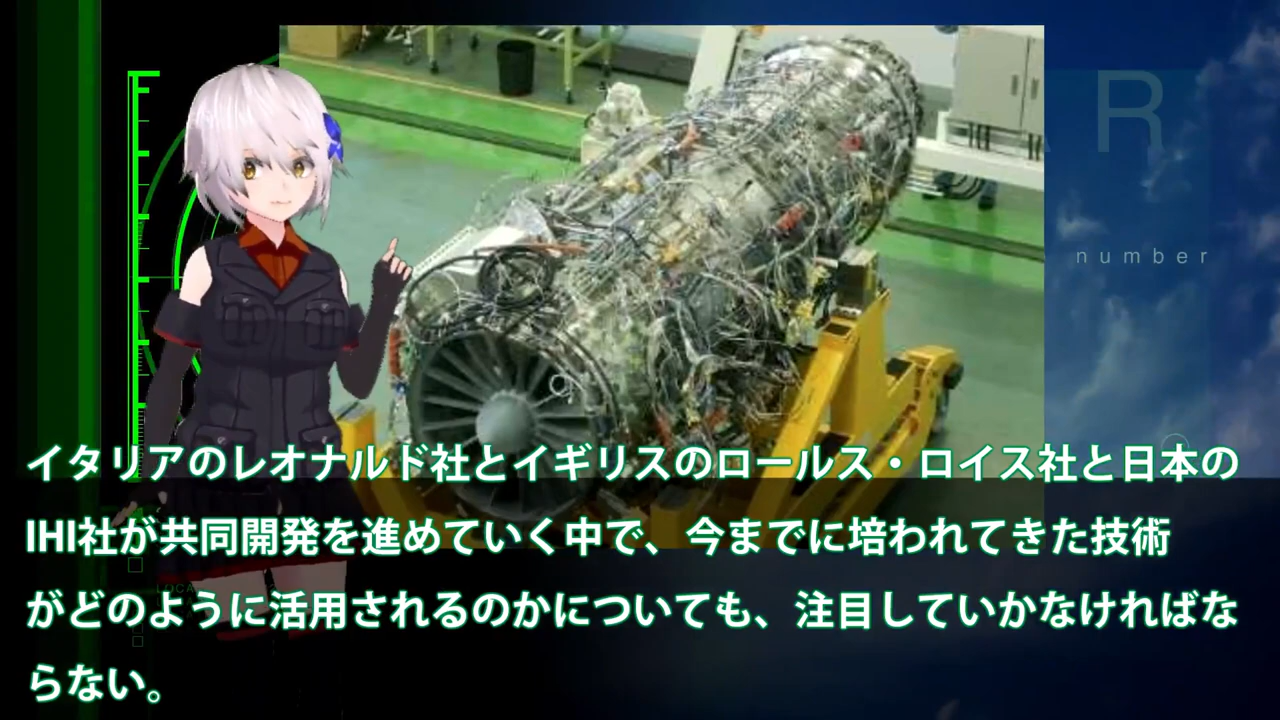 R
number
イタリアのレオナルド社とイギリスのロールス・ロイス社と日本の
IHI社が共同開発を進めていく中で、今までに培われてきた技術
がどのように活用されるのかについても、注目していかなければな
らない。